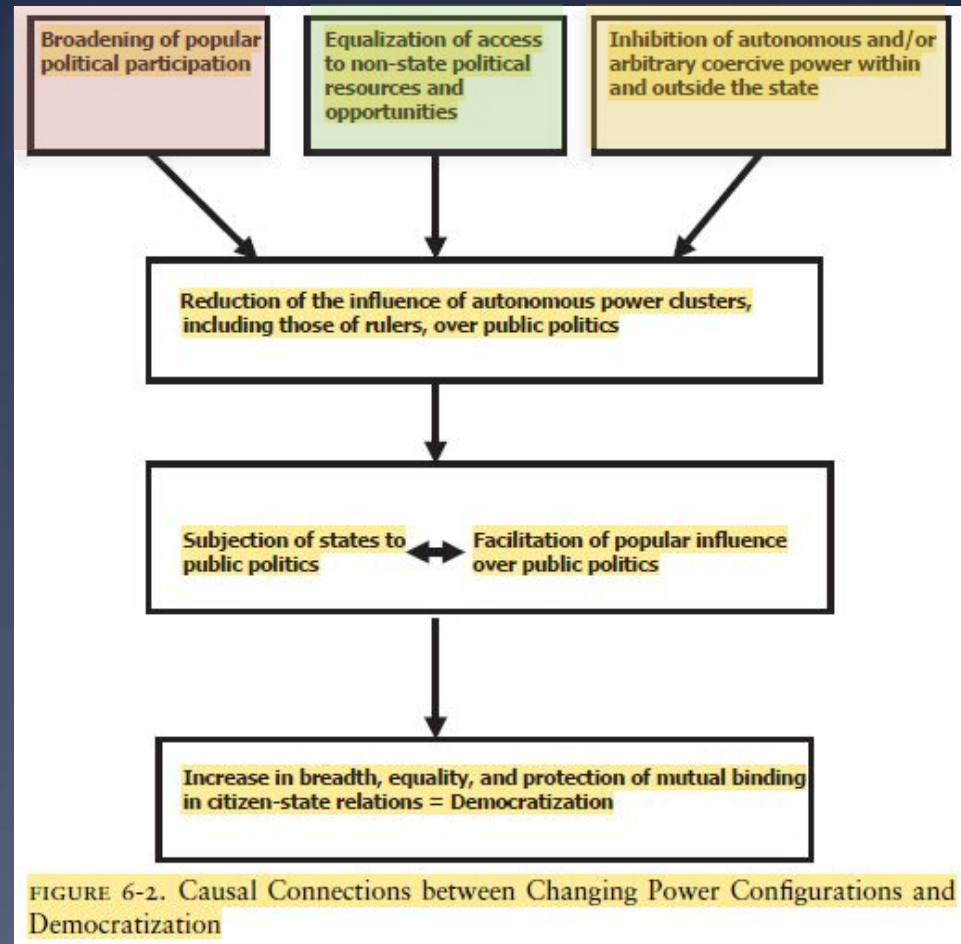 Broadening of popular
political participation
Equalization of access
to non-state political
resources and
opportunities
Inhibition of autonomous and/or
arbitrary coercive power within
and outside the state
Reduction of the influence of autonomous power clusters,
including those of rulers, over public politics
Subjection of states to
public politics
Facilitation of popular influence
over public politics
Increase in breadth, equality, and protection of mutual binding
in citizen-state relations = Democratization
FIGURE 6-2. Causal Connections between Changing Power Configurations and
Democratization